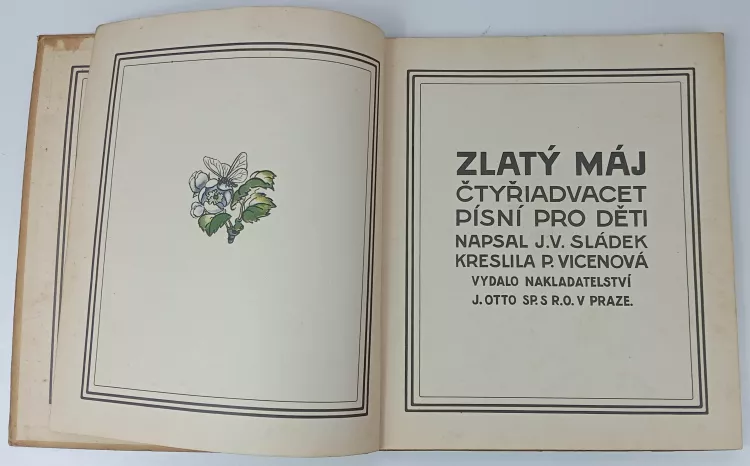 ZLATÝ MÁJ
ČTYŘIADVACET
PÍSNÍ PRO DĚTI
NAPSAL J.V. SLÁDEK
KRESLILA P. VICENOVÁ
VYDALO NAKLADATELSTVÍ
J. OTTO SP. S R.O. V PRAZE.